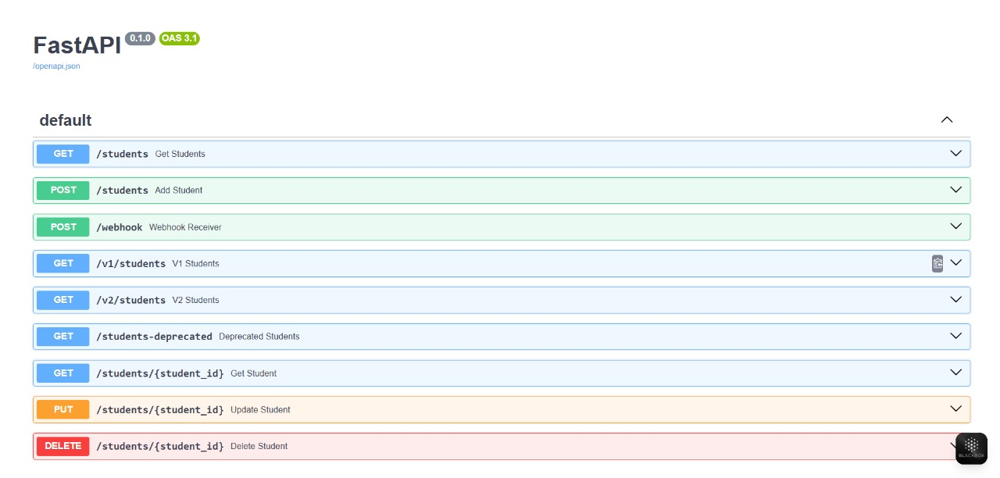 FastAPI 0.1.0 OAS 3.1
/openapi.json
default
GET /students Get Students
POST /students Add Student
POST /webhook Webhook Receiver
GET /v1/students V1 Students
GET /v2/students V2 Students
GET /students-deprecated Deprecated Students
GET /students/{student_id} Get Student
PUT /students/{student_id} Update Student
DELETE /students/{student_id} Delete Student
BLACKBOX